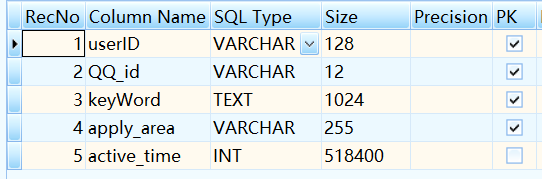 RecNo Column Name SQL Type Size Precision PK
1 userID VARCHAR 128
2 QQ_id VARCHAR 12
3 keyWord TEXT 1024
4 apply_area VARCHAR 255
5 active_time INT 518400